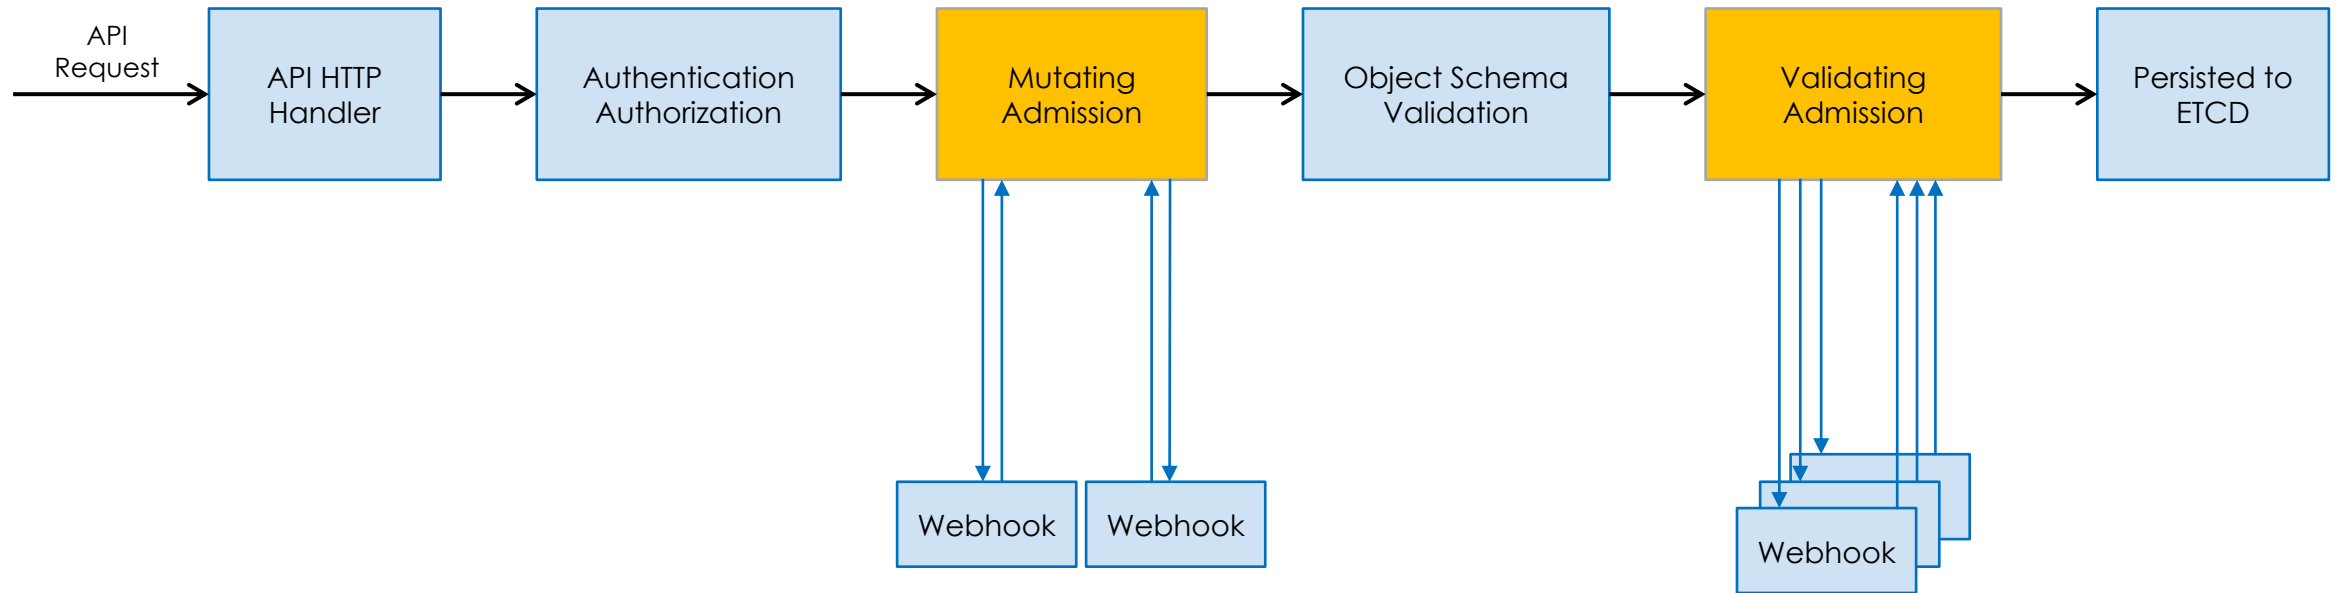 API
Request
API HTTP
Handler
Authentication
Authorization
Mutating
Admission
Object Schema
Validation
Validating
Admission
Persisted to
ETCD
Webhook
Webhook
Webhook